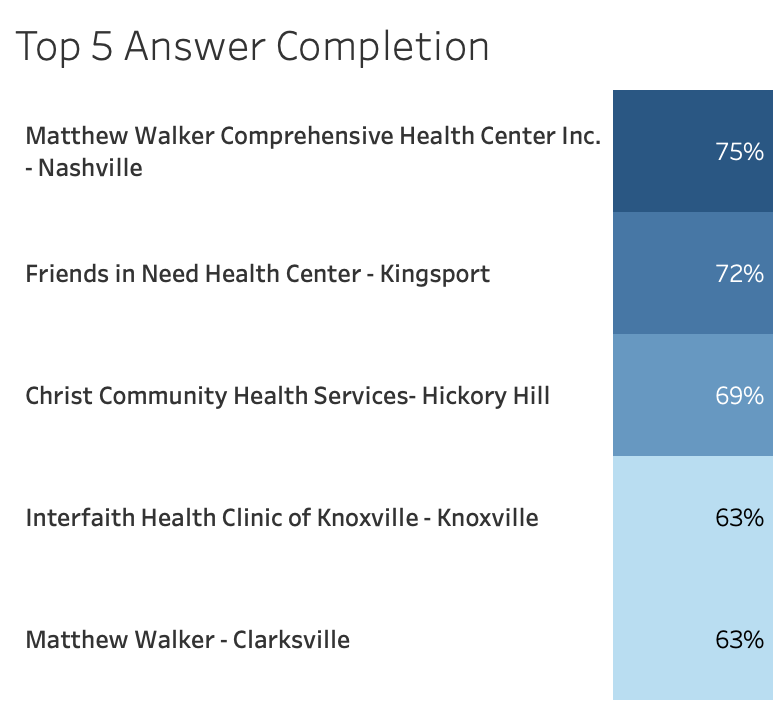 Top 5 Answer Completion
Matthew Walker Comprehensive Health Center Inc.
- Nashville
75%
Friends in Need Health Center - Kingsport
72%
Christ Community Health Services- Hickory Hill
69%
Interfaith Health Clinic of Knoxville - Knoxville
63%
Matthew Walker - Clarksville
63%